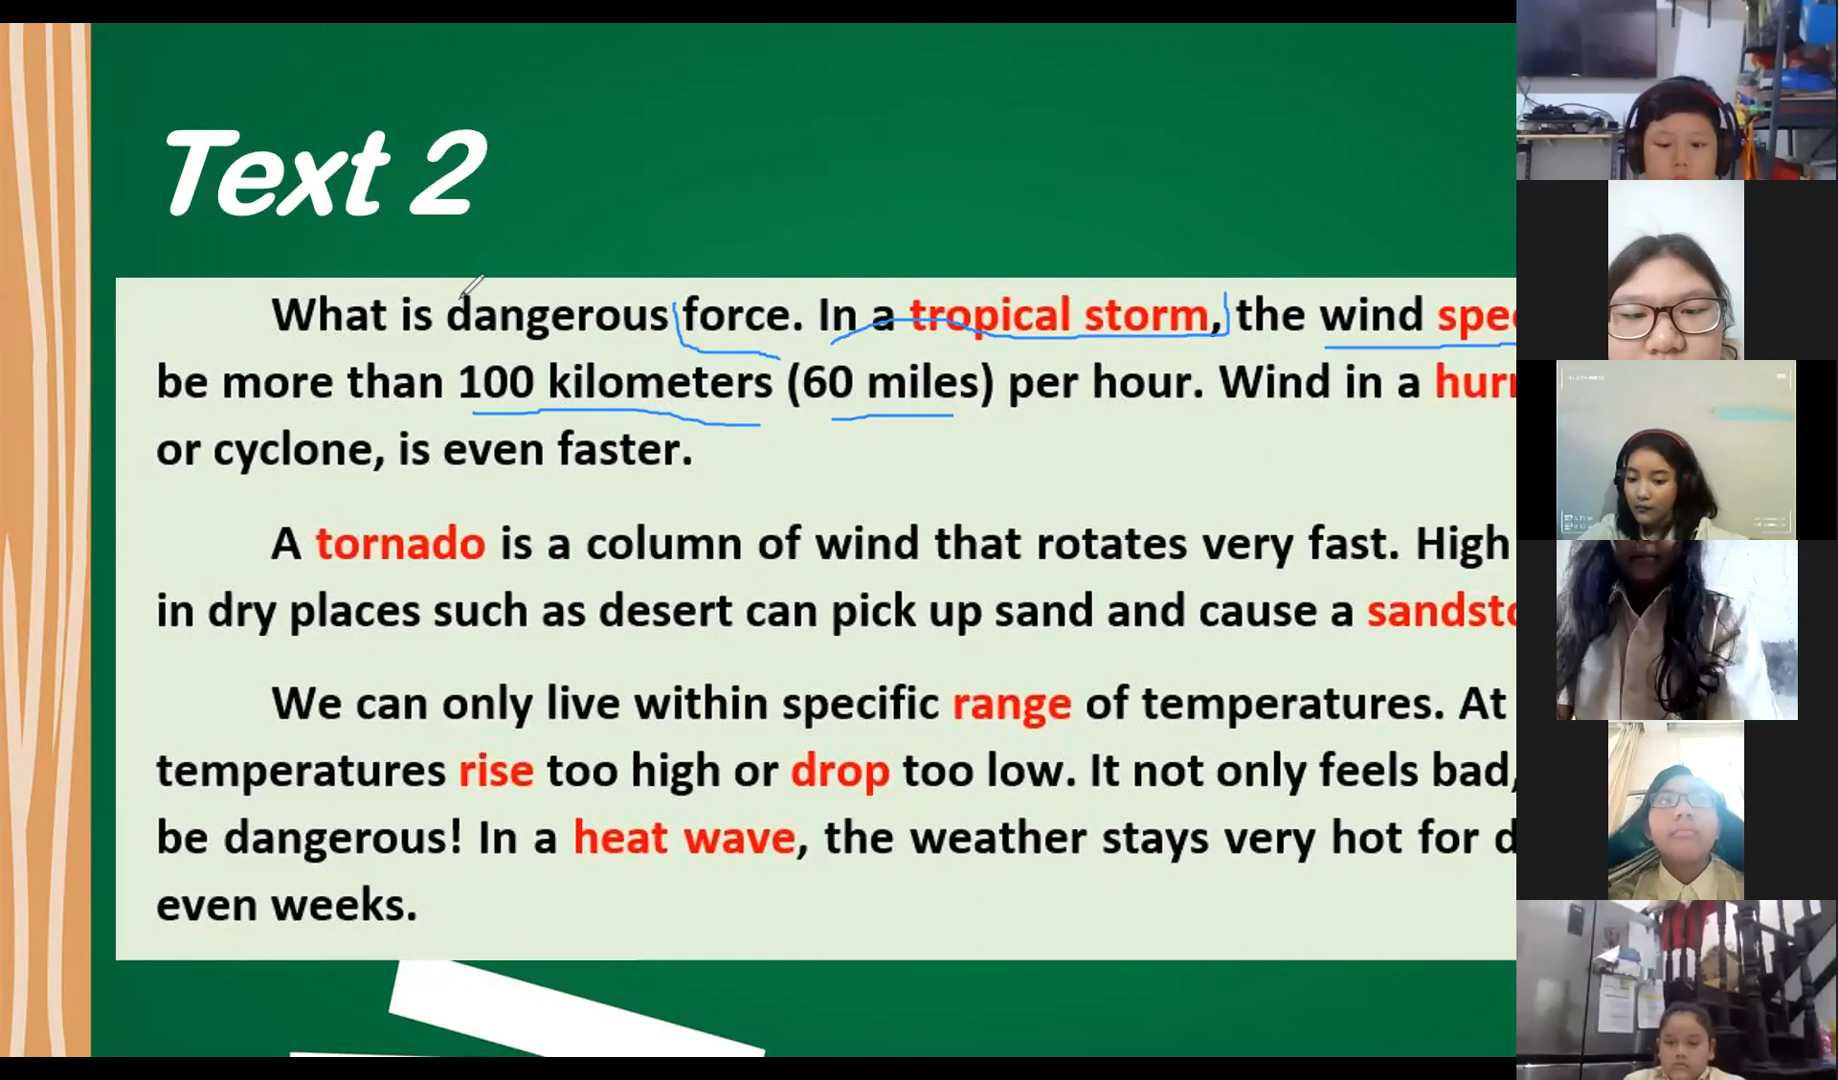 Text 2
What is dangerous force. In a tropical storm, the wind
be more than 100 kilometers (60 miles) per hour. Wind in a
or cyclone, is even faster.
A tornado is a column of wind that rotates very fast. High
in dry places such as desert can pick up sand and cause a
We can only live within specific range of temperatures. At
temperatures rise too high or drop too low. It not only feels bad,
be dangerous! In a heat wave, the weather stays very hot for
even weeks.